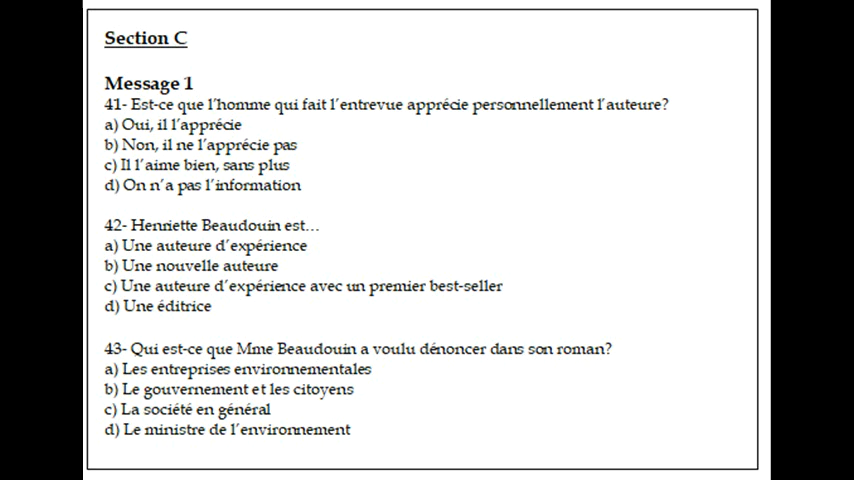 Section C
Message 1
41- Est-ce que l'homme qui fait l'entrevue apprécie personnellement l'auteure?
a) Oui, il l'apprécie
b) Non, il ne l'apprécie pas
c) Il l'aime bien, sans plus
d) On n'a pas l'information
42- Henriette Beaudouin est…
a) Une auteure d'expérience
b) Une nouvelle auteure
c) Une auteure d'expérience avec un premier best-seller
d) Une éditrice
43- Qui est-ce que Mme Beaudouin a voulu dénoncer dans son roman?
a) Les entreprises environnementales
b) Le gouvernement et les citoyens
c) La société en général
d) Le ministre de l'environnement